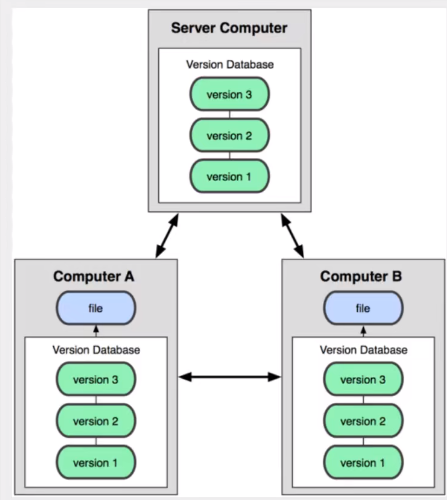 Server Computer
Version Database
version 3
version 2
version 1
Computer A
file
Version Database
version 3
version 2
version 1
Computer B
file
Version Database
version 3
version 2
version 1